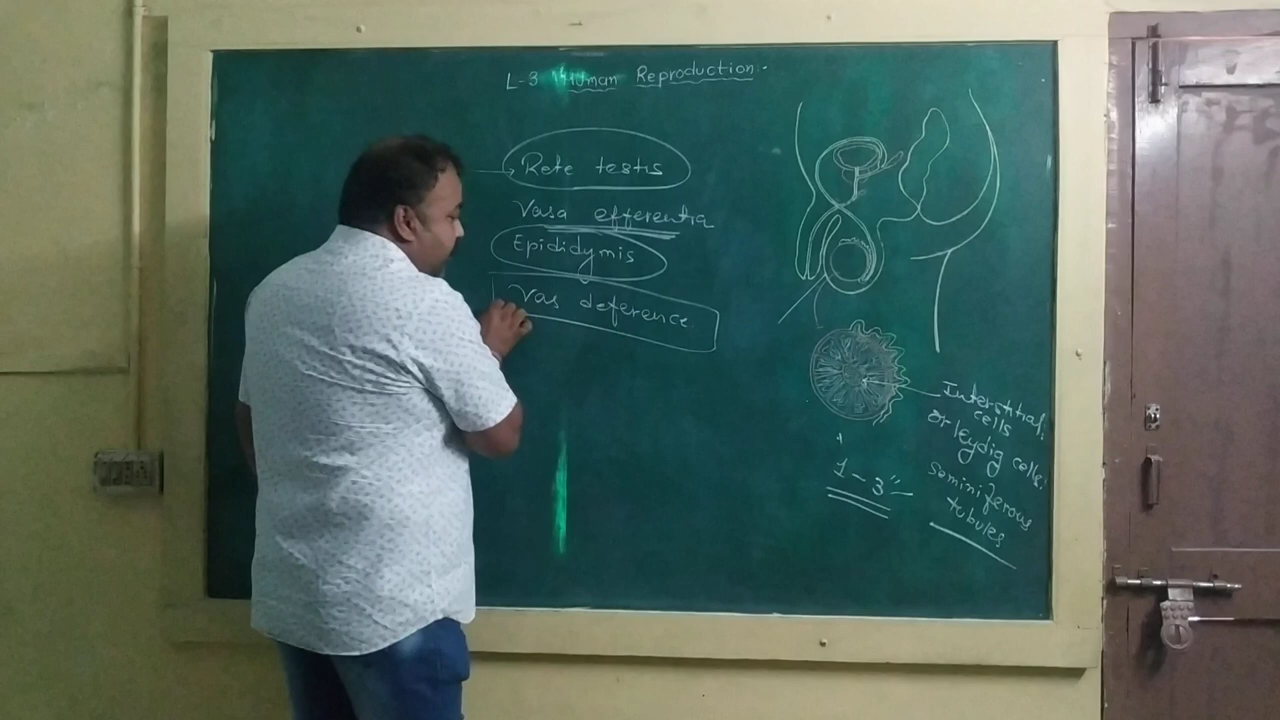 L-3 Human Reproduction
Rete testis
Vasa efferentia
Epididymis
Vas deference
Interstitial
cells
or leydig cells
seminiferous
tubules
1-3"